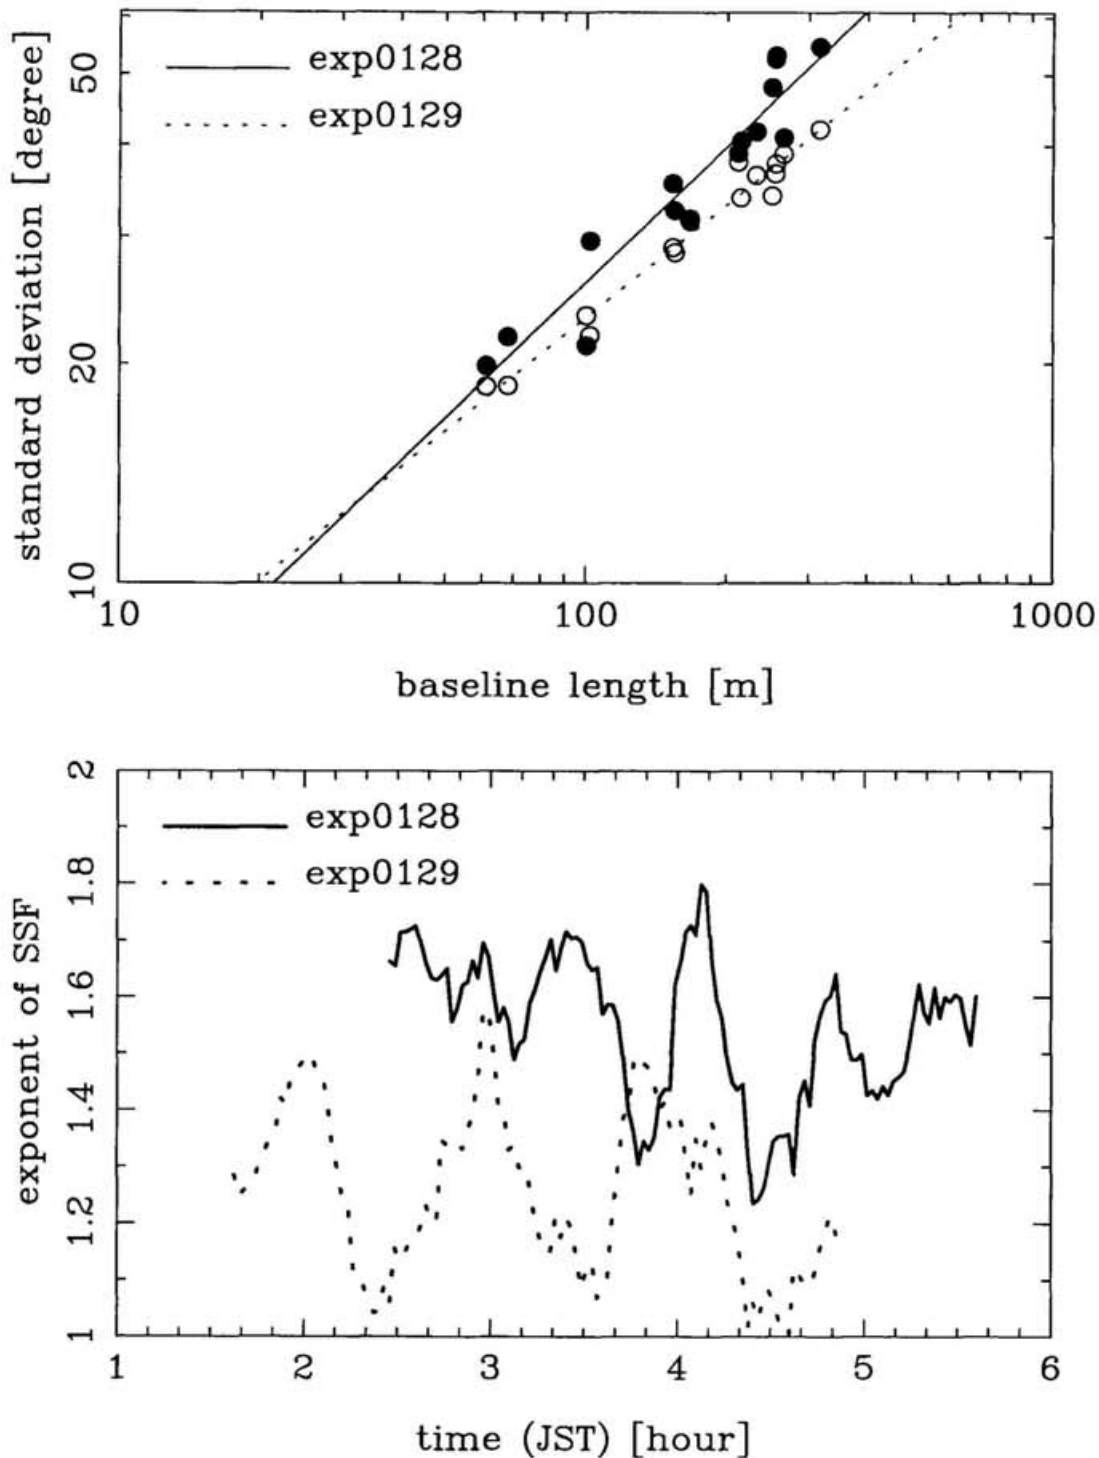 exp0128
exp0129
standard deviation [degree]
50
20
10
10
100
1000
baseline length [m]
exp0128
exp0129
exponent of SSF
2
1.8
1.6
1.4
1.2
1
1
2
3
4
5
6
time (JST) [hour]